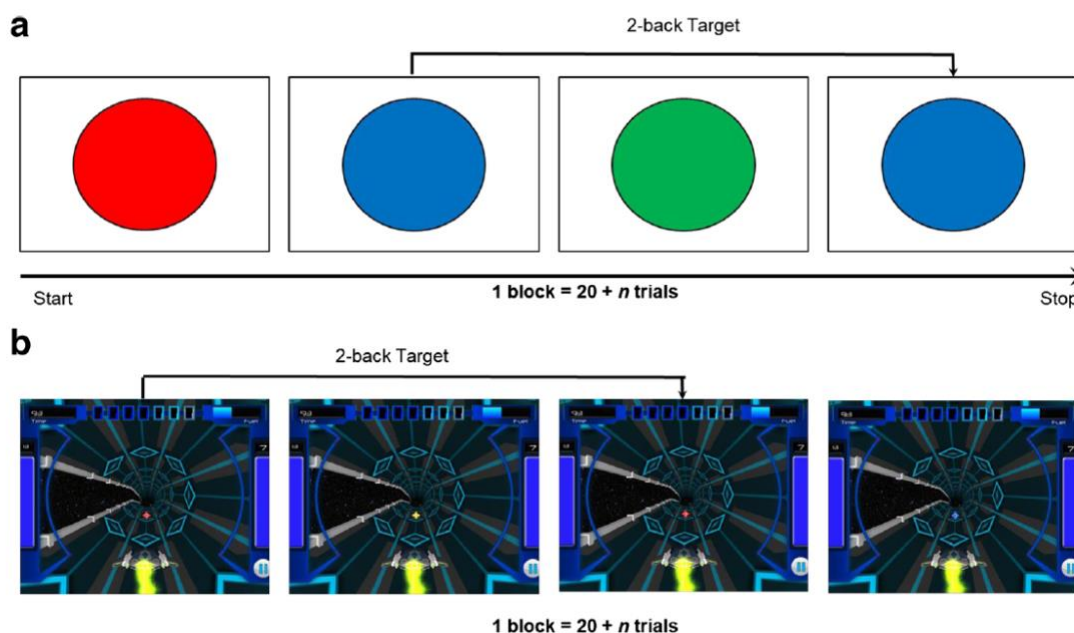 a
2-back Target
Start
1 block = 20 + n trials
Stop
b
2-back Target
1 block = 20 + n trials